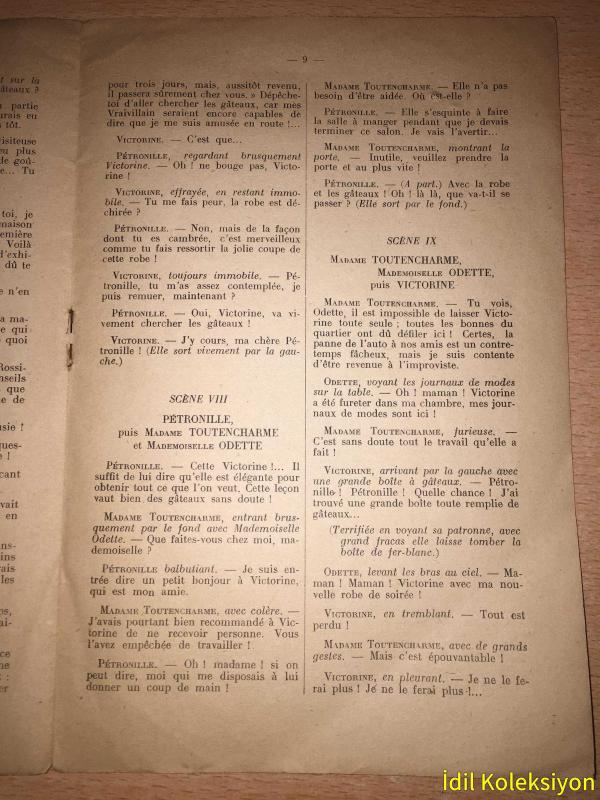 — 9 —
pour trois jours, mais, aussitôt revenu,
il passera sûrement chez vous. » Dépêche-
toi d'aller chercher les gâteaux, car mes
Vraivillain seraient encore capables de
dire que je me suis amusée en route !...
VICTORINE. — C'est que...
PÉTRONILLE, regardant brusquement
Victorine. — Oh ! ne bouge pas, Victo-
rine !
VICTORINE, effrayée, en restant immo-
bile. — Tu me fais peur, la robe est dé-
chirée ?
PÉTRONILLE. — Non, mais de la façon
dont tu es cambrée, c'est merveilleux
comme tu fais ressortir la jolie coupe de
cette robe !
VICTORINE, toujours immobile. — Pé-
tronille, tu m'as assez contemplée, je
puis remuer, maintenant ?
PÉTRONILLE. — Oui, Victorine, va vi-
vement chercher les gâteaux !
VICTORINE. — J'y cours, ma chère Pé-
tronille ! (Elle sort vivement par la gau-
che.)
SCÈNE VIII
PÉTRONILLE,
puis MADAME TOUTENCHARME
et MADEMOISELLE ODETTE
PÉTRONILLE. — Cette Victorine !... Il
suffit de lui dire qu'elle est élégante pour
obtenir tout ce que l'on veut. Cette leçon
vaut bien des gâteaux sans doute !
MADAME TOUTENCHARME, entrant brus-
quement par le fond avec Mademoiselle
Odette. — Que faites-vous chez moi, ma-
demoiselle ?
PÉTRONILLE balbutiant. — Je suis en-
trée dire un petit bonjour à Victorine,
qui est mon amie.
MADAME TOUTENCHARME, avec colère. —
J'avais pourtant bien recommandé à Vic-
torine de ne recevoir personne. Vous
l'avez empêchée de travailler !
PÉTRONILLE. — Oh ! madame ! si on
peut dire, moi qui me disposais à lui
donner un coup de main !
MADAME TOUTENCHARME. — Elle n'a pas
besoin d'être aidée. Où est-elle ?
PÉTRONILLE. — Elle s'esquinte à faire
la salle à manger pendant que je devais
terminer ce salon. Je vais l'avertir...
MADAME TOUTENCHARME, montrant la
porte. — Inutile, veuillez prendre la
porte et au plus vite !
PÉTRONILLE. — (A part.) Avec la robe
et les gâteaux ! Oh ! là là, que va-t-il se
passer ? (Elle sort par le fond.)
SCÈNE IX
MADAME TOUTENCHARME,
MADEMOISELLE ODETTE,
puis VICTORINE
MADAME TOUTENCHARME. — Tu vois,
Odette, il est impossible de laisser Victo-
rine toute seule ; toutes les bonnes du
quartier ont dû défiler ici ! Certes, la
panne de l'auto à nos amis est un contre-
temps fâcheux, mais je suis contente
d'être revenue à l'improviste.
ODETTE, voyant les journaux de modes
sur la table. — Oh ! maman ! Victorine
a été fureter dans ma chambre, mes jour-
naux de modes sont ici !
MADAME TOUTENCHARME, furieuse. —
C'est sans doute tout le travail qu'elle a
fait !
VICTORINE, arrivant par la gauche avec
une grande boîte à gâteaux. — Pétro-
nille ! Pétronille ! Quelle chance ! J'ai
trouvé une grande boîte toute remplie de
gâteaux...
(Terrifiée en voyant sa patronne, avec
grand fracas elle laisse tomber la
boîte de fer-blanc.)
ODETTE, levant les bras au ciel. — Ma-
man ! Maman ! Victorine avec ma nou-
velle robe de soirée !
VICTORINE, en tremblant. — Tout est
perdu !
MADAME TOUTENCHARME, avec de grands
gestes. — Mais c'est épouvantable !
VICTORINE, en pleurant. — Je ne le fe-
rai plus ! Je ne le ferai plus !...
İdil Koleksiyon